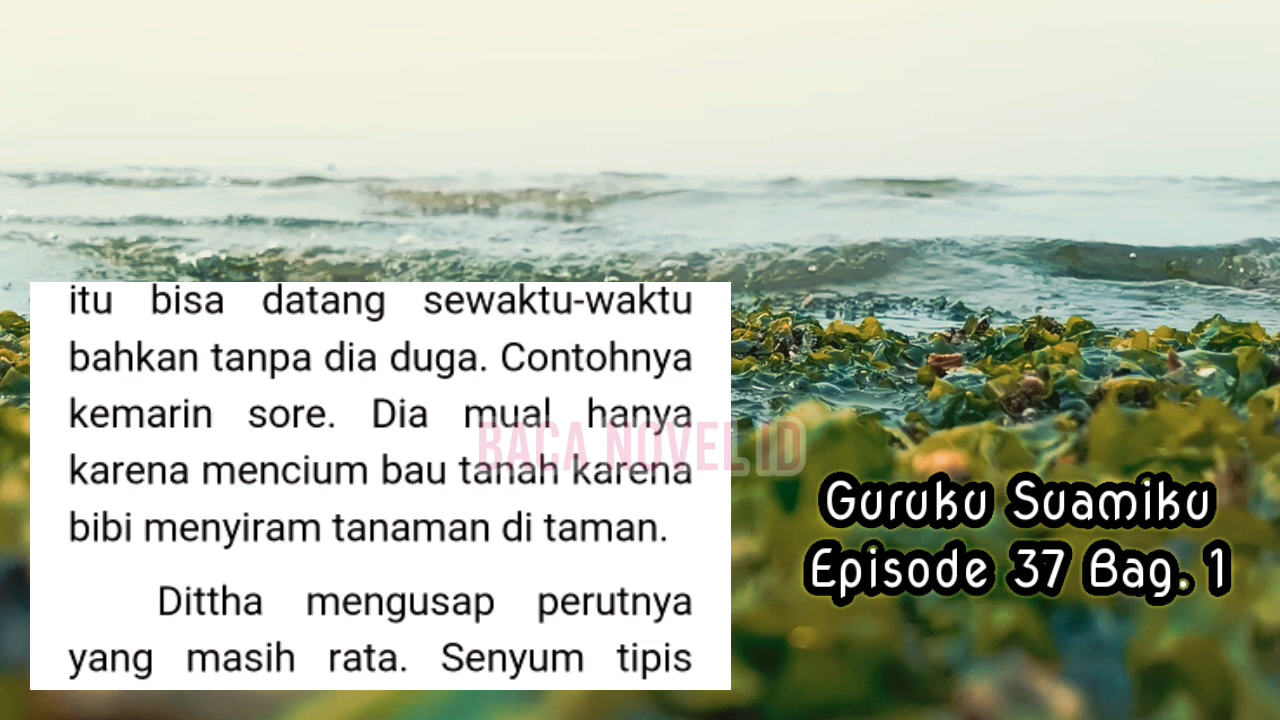 itu bisa datang sewaktu-waktu
bahkan tanpa dia duga. Contohnya
kemarin sore. Dia mual hanya
karena mencium bau tanah karena
bibi menyiram tanaman di taman.
Dittha mengusap perutnya
yang masih rata. Senyum tipis
BACA NOVEL ID
Guruku Suamiku
Episode 37 Bag. 1